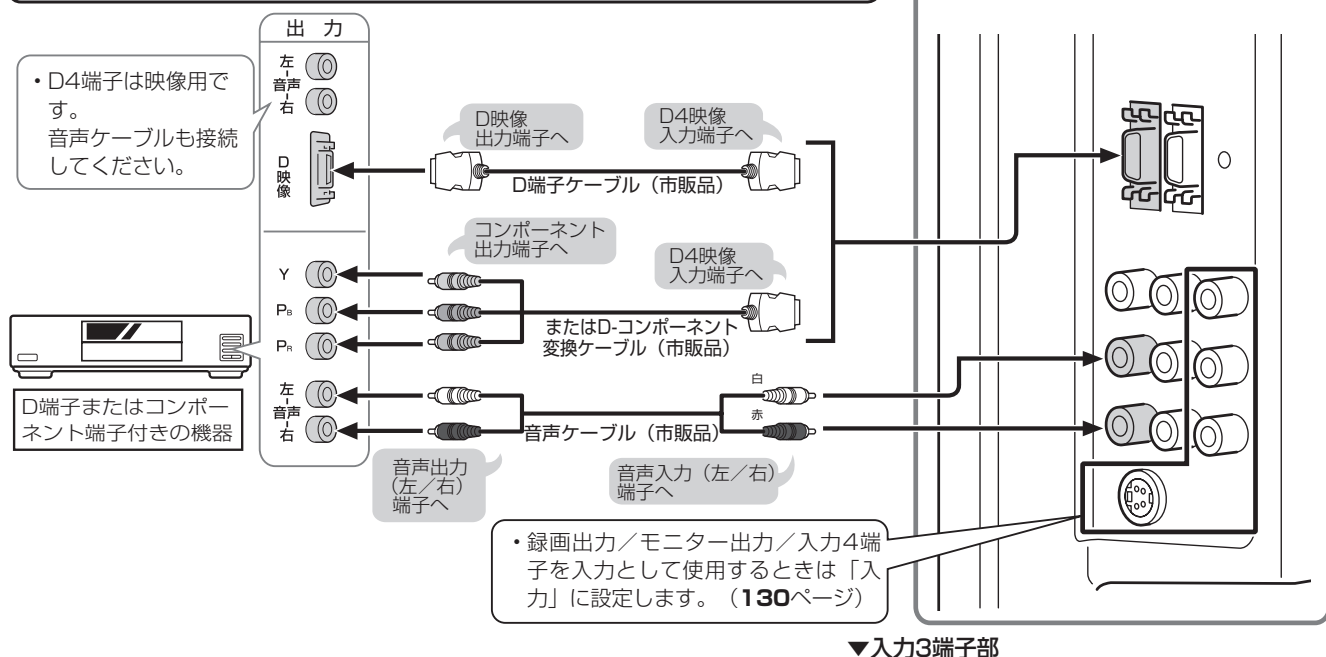 出 力
左
音声
右
D
映
像
・D4端子は映像用で
す。
音声ケーブルも接続
してください。
D映像
出力端子へ
D4映像
入力端子へ
D端子ケーブル（市販品）
コンポーネント
出力端子へ
D4映像
入力端子へ
Y
PB
PR
またはD-コンポーネント
変換ケーブル（市販品）
左
音声
右
D端子またはコンポー
ネント端子付きの機器
白
赤
音声ケーブル（市販品）
音声出力
（左／右）
端子へ
音声入力（左／右）
端子へ
・録画出力／モニター出力／入力4端
子を入力として使用するときは「入
力」に設定します。（130ページ）
▼入力3端子部